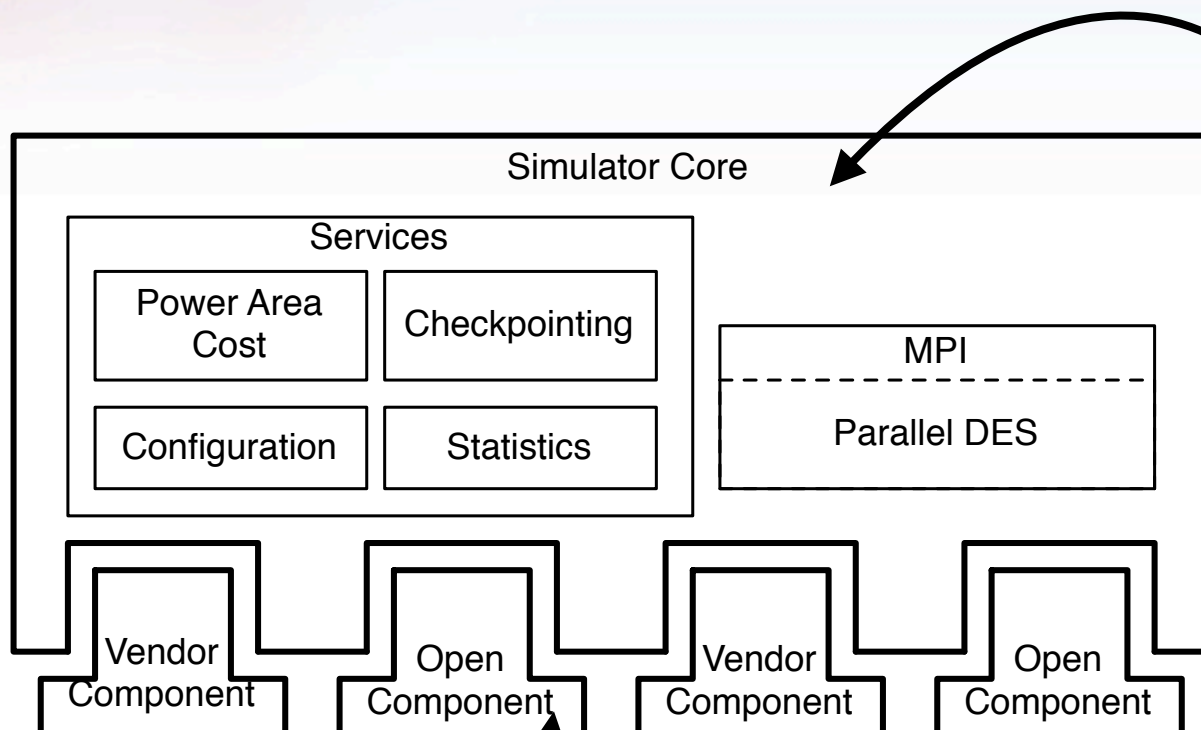 Simulator Core
Services
Power Area
Cost
Checkpointing
Configuration
Statistics
MPI
Parallel DES
Vendor
Component
Open
Component
Vendor
Component
Open
Component